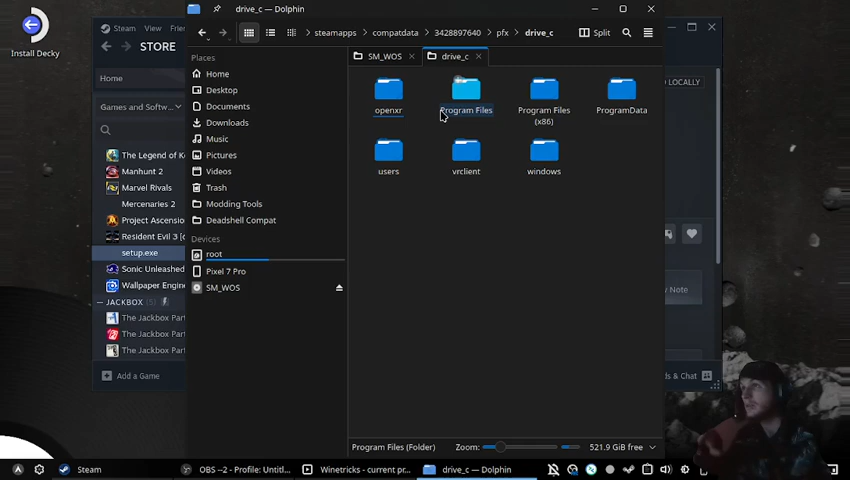 Install Decky
Steam View Frien
STORE
Home
Games and Softw...
The Legend of K
Manhunt 2
Marvel Rivals
Mercenaries 2
Project Ascension
Resident Evil 3 [
setup.exe
Sonic Unleashed
Wallpaper Engin
JACKBOX (5)
The Jackbox Part
The Jackbox Part
The Jackbox Part
Add a Game
drive_c — Dolphin
steamapps > compatdata > 3428897640 > pfx > drive_c
Split
Places
Home
Desktop
Documents
Downloads
Music
Pictures
Videos
Trash
Modding Tools
Deadshell Compat
Devices
root
Pixel 7 Pro
SM_WOS
SM_WOS
drive_c
openxr
Program Files
Program Files
(x86)
ProgramData
users
vrclient
windows
Program Files (Folder)
Zoom:
521.9 GiB free
LOCALLY
Note
ds & Chat
Steam
OBS --2 - Profile: Untitl...
Winetricks - current pr...
drive_c — Dolphin